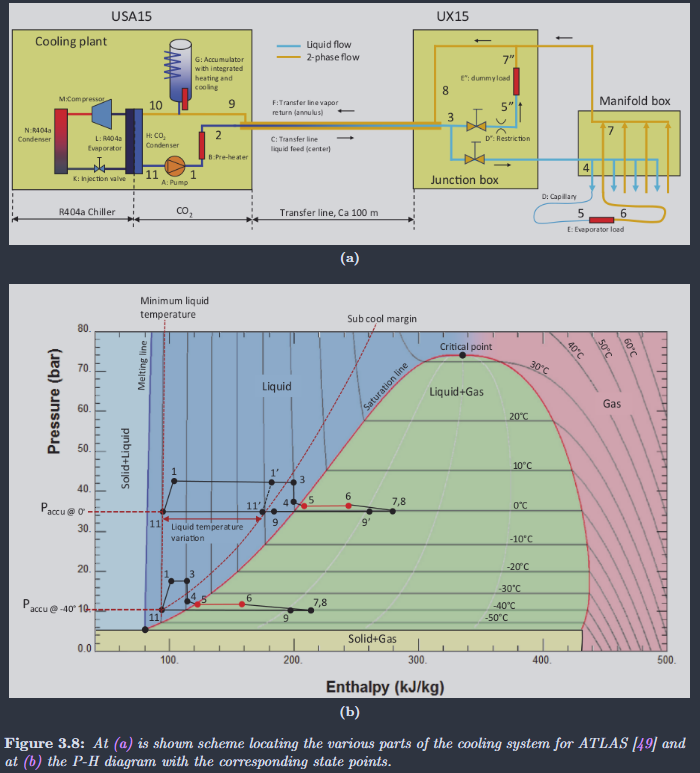 USA15
UX15
Cooling plant
G: Accumulator
with integrated
heating and
cooling
Liquid flow
2-phase flow
7”
E”: dummy load
M:Compressor
10
9
8
F: Transfer line vapor
return (annulus)
5”
Manifold box
N:R404a
Condenser
L: R404a
Evaporator
H: CO2
Condenser
2
C: Transfer line
liquid feed (center)
3
D”: Restriction
7
B: Pre-heater
K: Injection valve
11
1
A: Pump
Junction box
4
D: Capillary
R404a Chiller
CO2
Transfer line, Ca 100 m
5
6
E: Evaporator load
(a)
Minimum liquid
temperature
Sub cool margin
80.
70.
60.
50.
40.
30.
20.
10.
0.0
Pressure (bar)
Melting line
Solid+Liquid
Liquid
Saturation line
Critical point
Liquid+Gas
Gas
40°C
50°C
60°C
30°C
20°C
10°C
0°C
-10°C
-20°C
-30°C
-40°C
-50°C
1
1’
3
4
5
6
7,8
Paccu @ 0°
11
11’
9
9’
Liquid temperature
variation
1
3
4
5
6
7,8
Paccu @ -40°
11
9
Solid+Gas
100.
200.
300.
400.
500.
Enthalpy (kJ/kg)
(b)
Figure 3.8: At (a) is shown scheme locating the various parts of the cooling system for ATLAS [49] and
at (b) the P-H diagram with the corresponding state points.